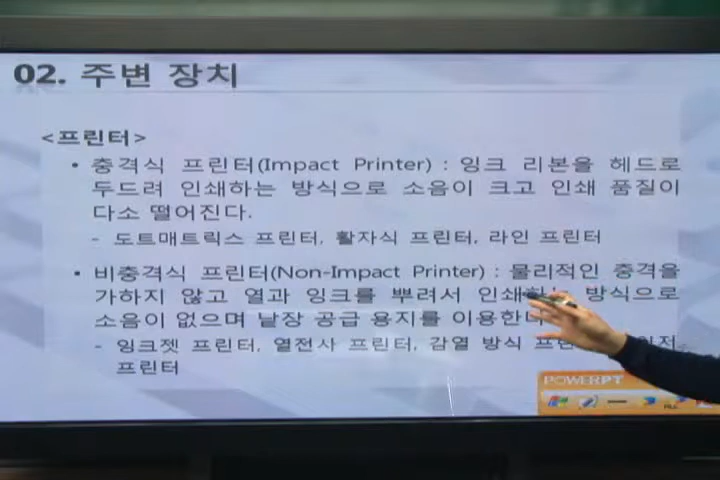 02. 주변 장치
<프린터>
• 충격식 프린터(Impact Printer) : 잉크 리본을 헤드로
두드려 인쇄하는 방식으로 소음이 크고 인쇄 품질이
다소 떨어진다.
- 도트매트릭스 프린터, 활자식 프린터, 라인 프린터
• 비충격식 프린터(Non-Impact Printer) : 물리적인 충격을
가하지 않고 열과 잉크를 뿌려서 인쇄하는 방식으로
소음이 없으며 낱장 공급 용지를 이용한다
- 잉크젯 프린터, 열전사 프린터, 감열 방식
프린터
POWERPT